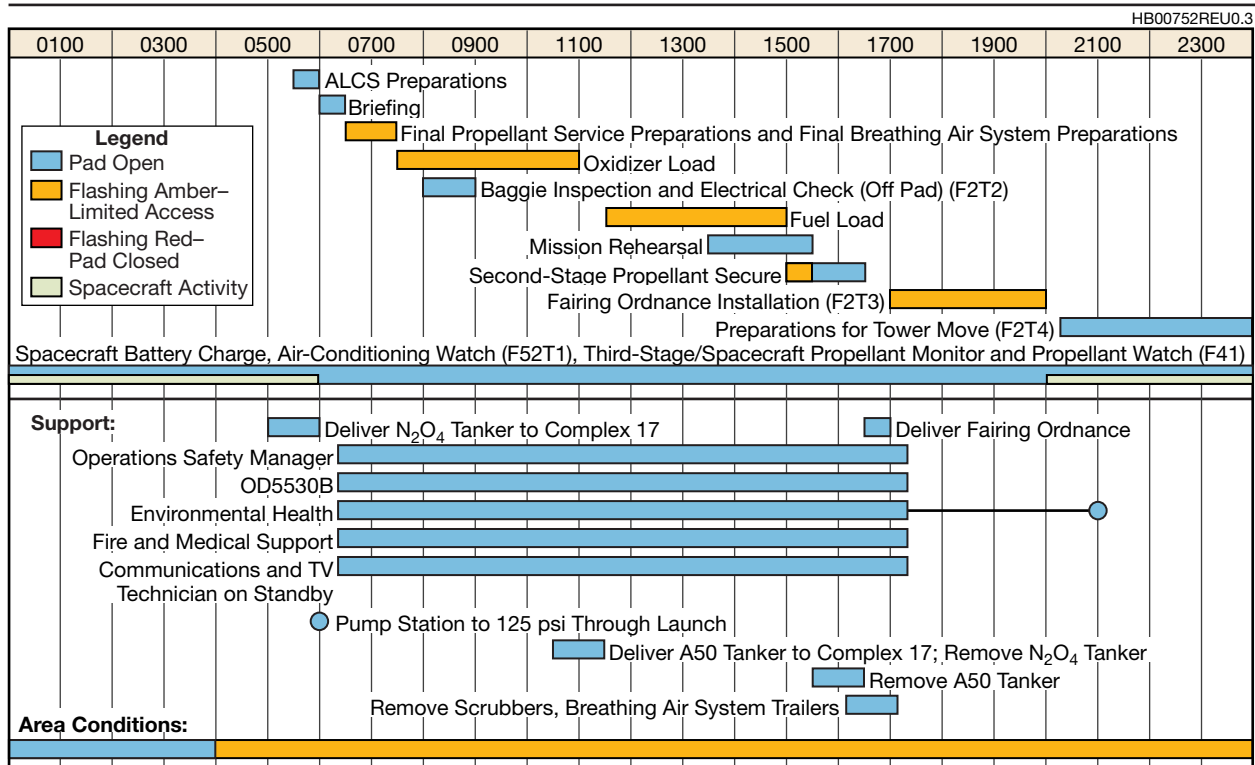 HB00752REU0.3
0100 0300 0500 0700 0900 1100 1300 1500 1700 1900 2100 2300
ALCS Preparations
Briefing
Legend
Pad Open
Flashing Amber–
Limited Access
Flashing Red–
Pad Closed
Spacecraft Activity
Final Propellant Service Preparations and Final Breathing Air System Preparations
Oxidizer Load
Baggie Inspection and Electrical Check (Off Pad) (F2T2)
Fuel Load
Mission Rehearsal
Second-Stage Propellant Secure
Fairing Ordnance Installation (F2T3)
Preparations for Tower Move (F2T4)
Spacecraft Battery Charge, Air-Conditioning Watch (F52T1), Third-Stage/Spacecraft Propellant Monitor and Propellant Watch (F41)
Support:
Deliver N₂O₄ Tanker to Complex 17
Deliver Fairing Ordnance
Operations Safety Manager
OD5530B
Environmental Health
Fire and Medical Support
Communications and TV
Technician on Standby
Pump Station to 125 psi Through Launch
Deliver A50 Tanker to Complex 17; Remove N₂O₄ Tanker
Remove A50 Tanker
Remove Scrubbers, Breathing Air System Trailers
Area Conditions: